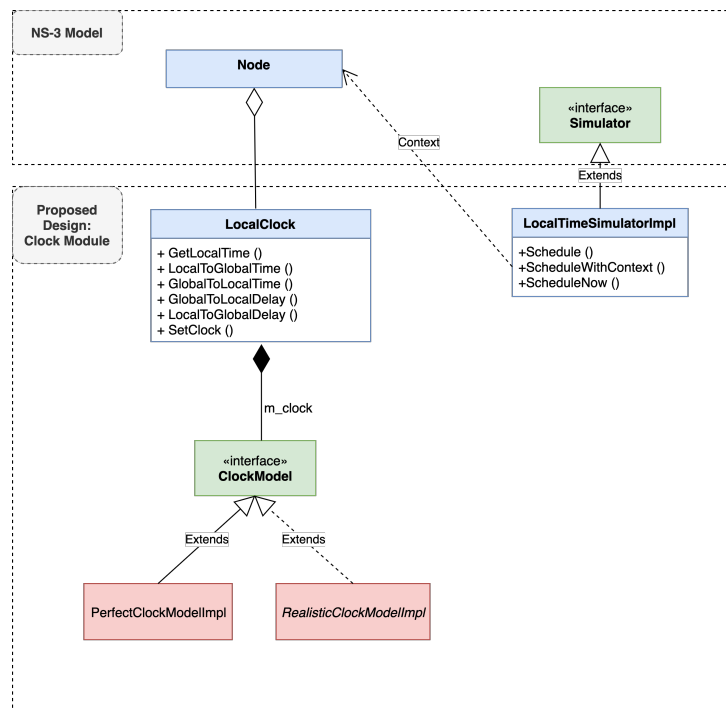 NS-3 Model
Node
«interface»
Simulator
Context
Extends
Proposed
Design:
Clock Module
LocalClock
+ GetLocalTime ()
+ LocalToGlobalTime ()
+ GlobalToLocalTime ()
+ GlobalToLocalDelay ()
+ LocalToGlobalDelay ()
+ SetClock ()
LocalTimeSimulatorImpl
+Schedule ()
+ScheduleWithContext ()
+ScheduleNow ()
m_clock
«interface»
ClockModel
Extends
Extends
PerfectClockModelImpl
RealisticClockModelImpl